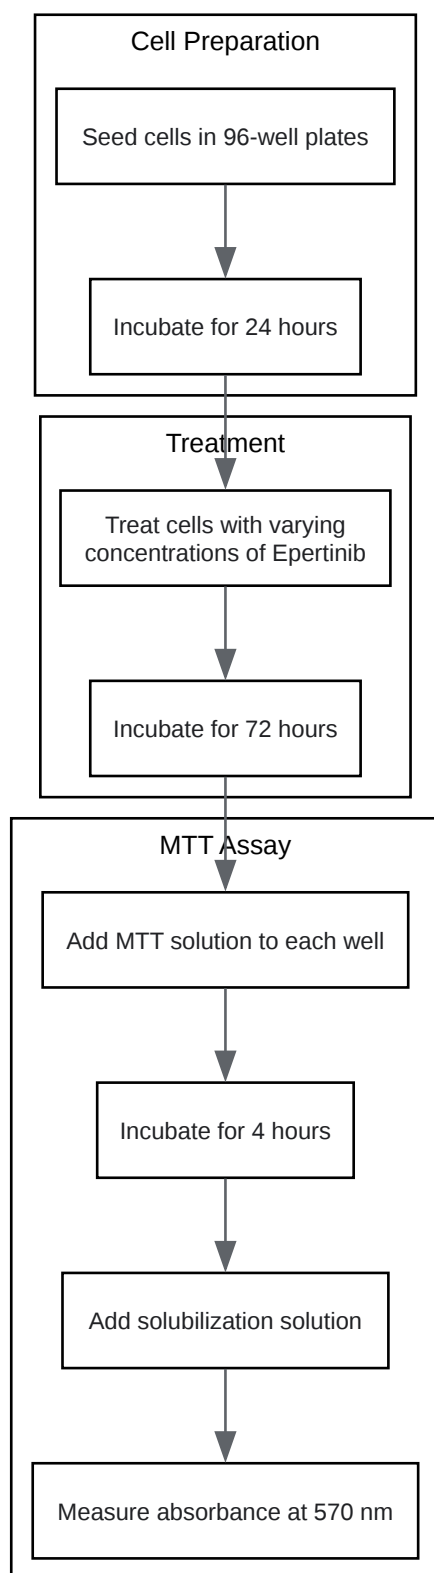 Cell Preparation
Seed cells in 96-well plates
Incubate for 24 hours
Treatment
Treat cells with varying
concentrations of Epertinib
Incubate for 72 hours
MTT Assay
Add MTT solution to each well
Incubate for 4 hours
Add solubilization solution
Measure absorbance at 570 nm